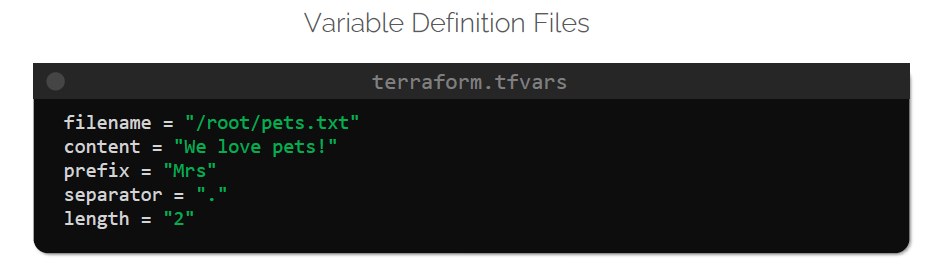 Variable Definition Files
terraform.tfvars
filename = "/root/pets.txt"
content = "We love pets!"
prefix = "Mrs"
separator = "."
length = "2"